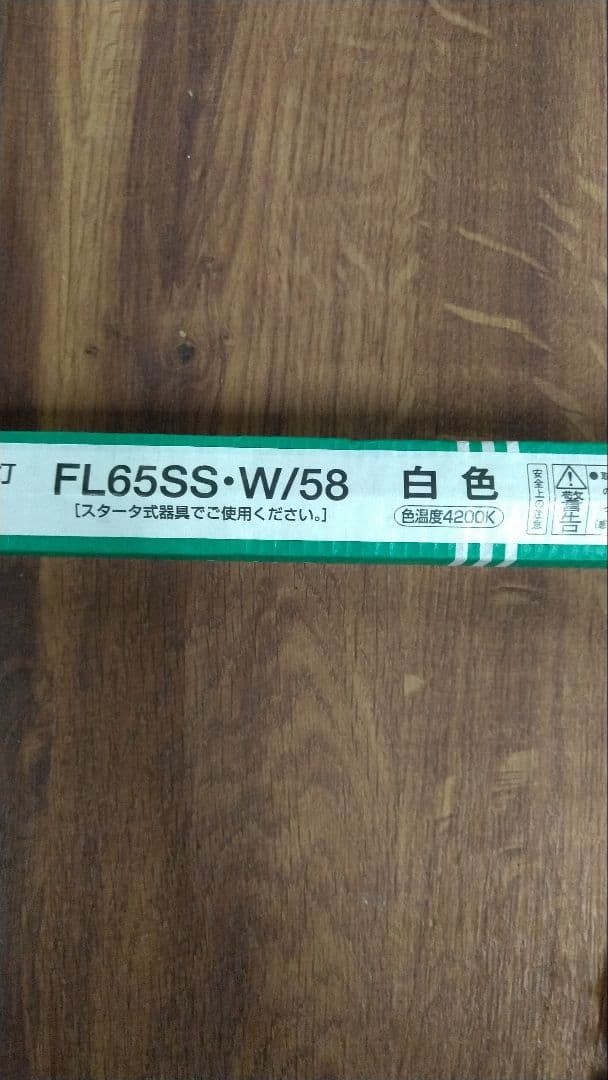 灯 FL65SS・W/58 白色
[スタータ式器具でご使用ください。]
色温度4200K
安全上の注意
警告